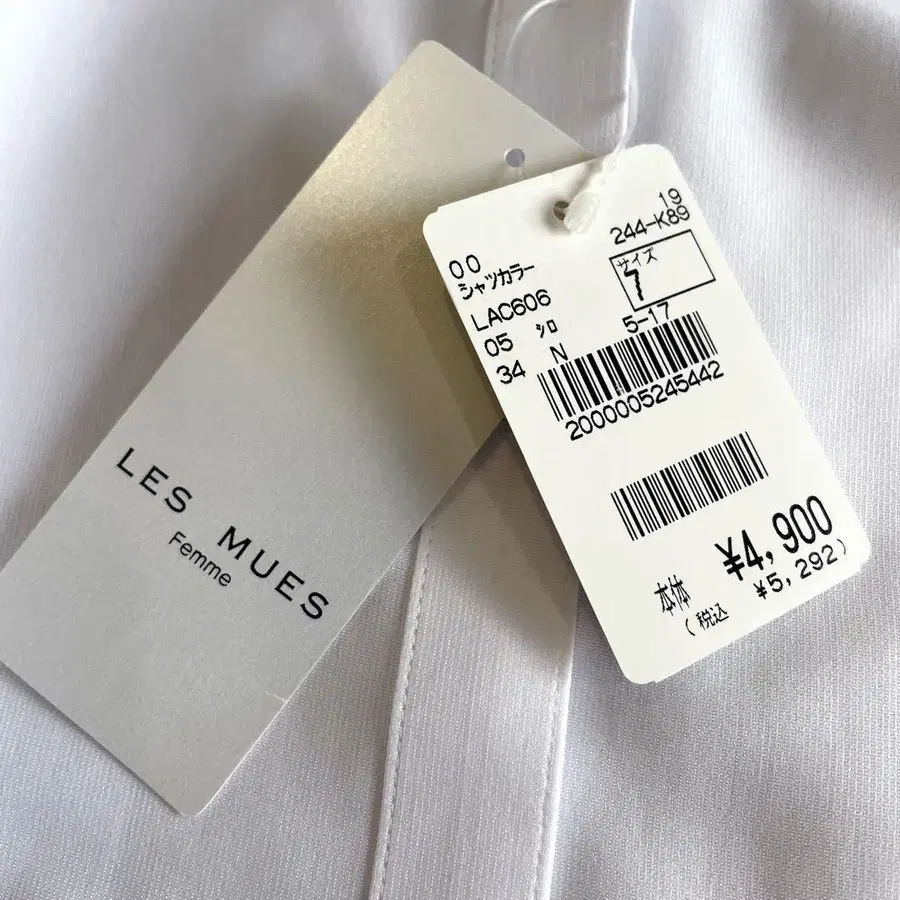 LES MUES
Femme
19
244-K89
00
シャツカラー
サイズ
7
LAC606
05 シロ
34 N
5-17
2000005245442
本体 ¥4,900
(税込 ¥5,292)